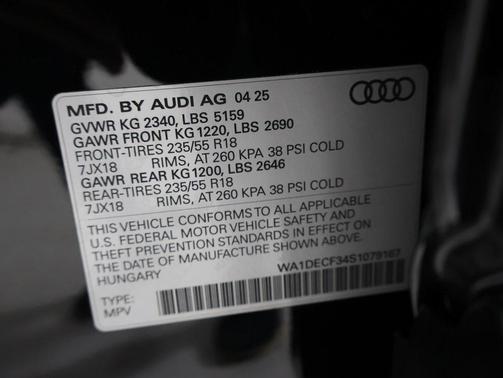 MFD. BY AUDI AG 04 25
GVWR KG 2340, LBS 5159
GAWR FRONT KG 1220, LBS 2690
FRONT-TIRES 235/55 R18
7JX18 RIMS, AT 260 KPA 38 PSI COLD
GAWR REAR KG 1200, LBS 2646
REAR-TIRES 235/55 R18
7JX18 RIMS, AT 260 KPA 38 PSI COLD
THIS VEHICLE CONFORMS TO ALL APPLICABLE
U.S. FEDERAL MOTOR VEHICLE SAFETY AND
THEFT PREVENTION STANDARDS IN EFFECT ON
THE DATE OF MANUFACTURE SHOWN ABOVE.
HUNGARY
WA1DECF34S1079167
TYPE:
MPV